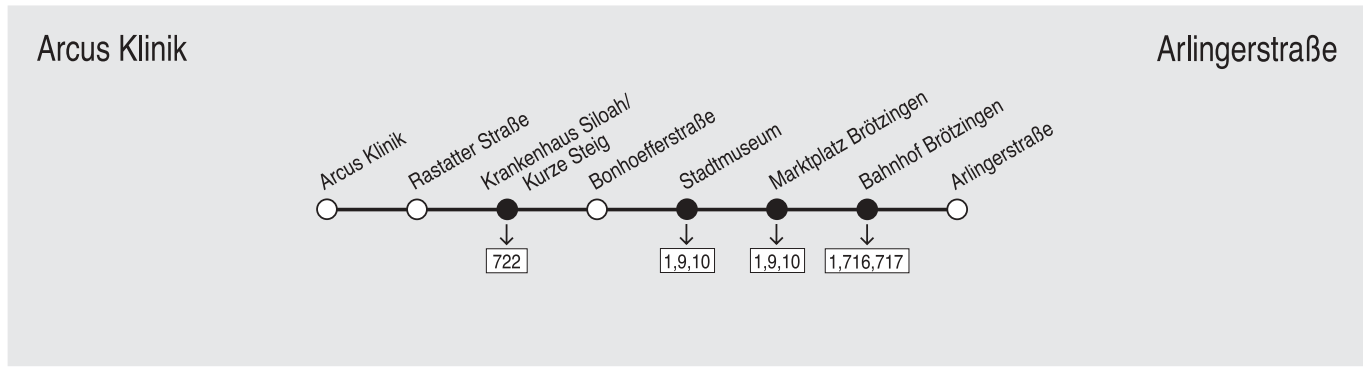 Arcus Klinik
Arlingerstraße
Arcus Klinik
Rastatter Straße
Krankenhaus Siloah/
Kurze Steig
Bonhoefferstraße
Stadtmuseum
Marktplatz Brötzingen
Bahnhof Brötzingen
Arlingerstraße
722
1,9,10
1,9,10
1,716,717